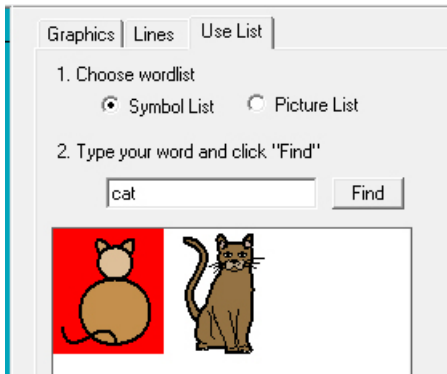 Graphics Lines Use List
1. Choose wordlist
Symbol List Picture List
2. Type your word and click "Find"
cat Find